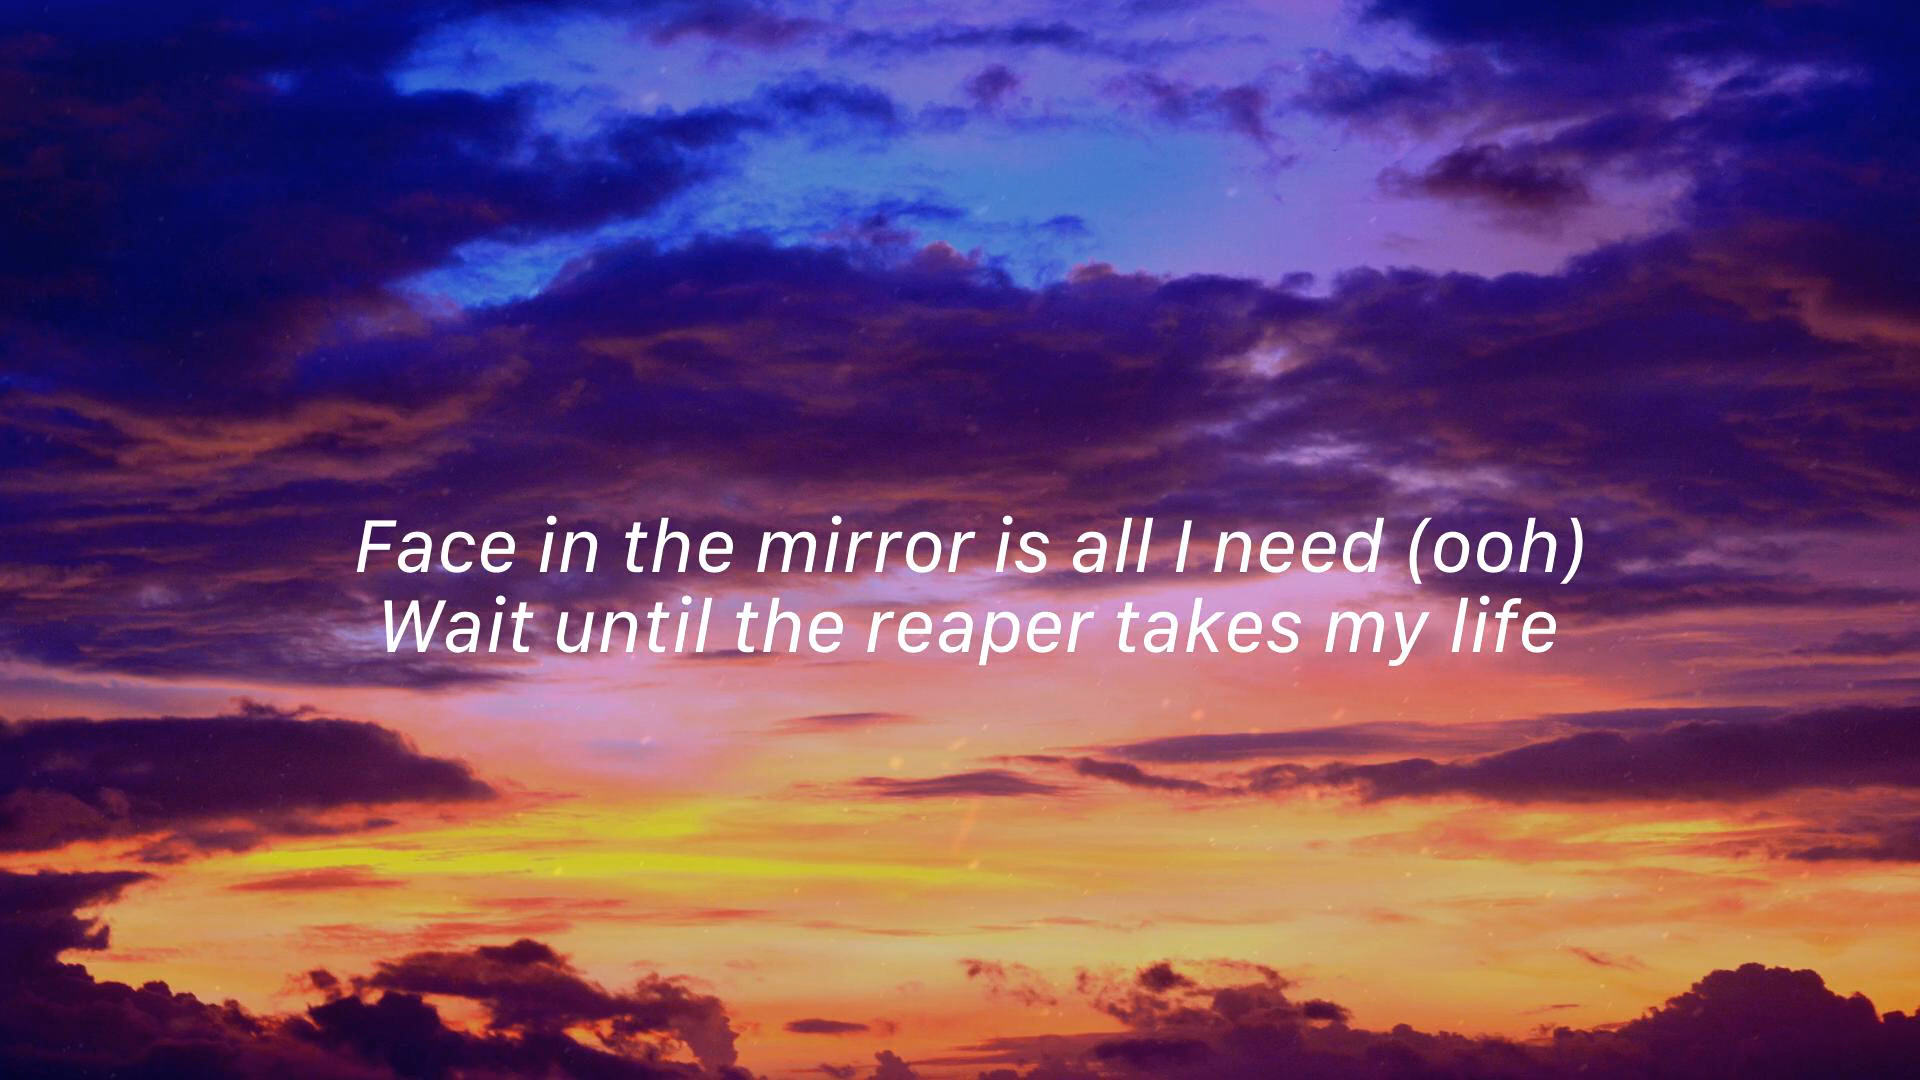 Face in the mirror is all I need (ooh)
Wait until the reaper takes my life